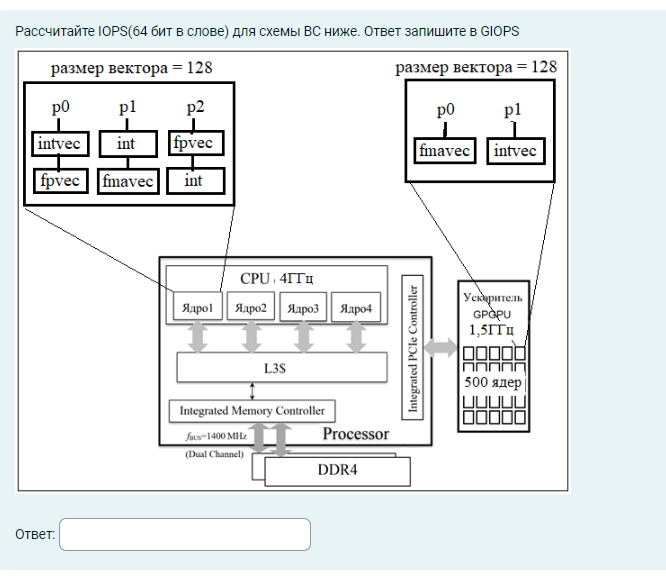 Рассчитайте IOPS(64 бит в слове) для схемы ВС ниже. Ответ запишите в GIOPS
размер вектора = 128
размер вектора = 128
p0 p1 p2
intvec int fpvec
fpvec fmavec int
p0 p1
fmavec intvec
CPU 4ГГц
Ядро1 Ядро2 Ядро3 Ядро4
L3$
Integrated Memory Controller
fBUS=1400 MHz
(Dual Channel)
Processor
DDR4
Integrated PCIe Controller
Ускоритель
GPGPU
1,5ГГц
500 ядер
Ответ: